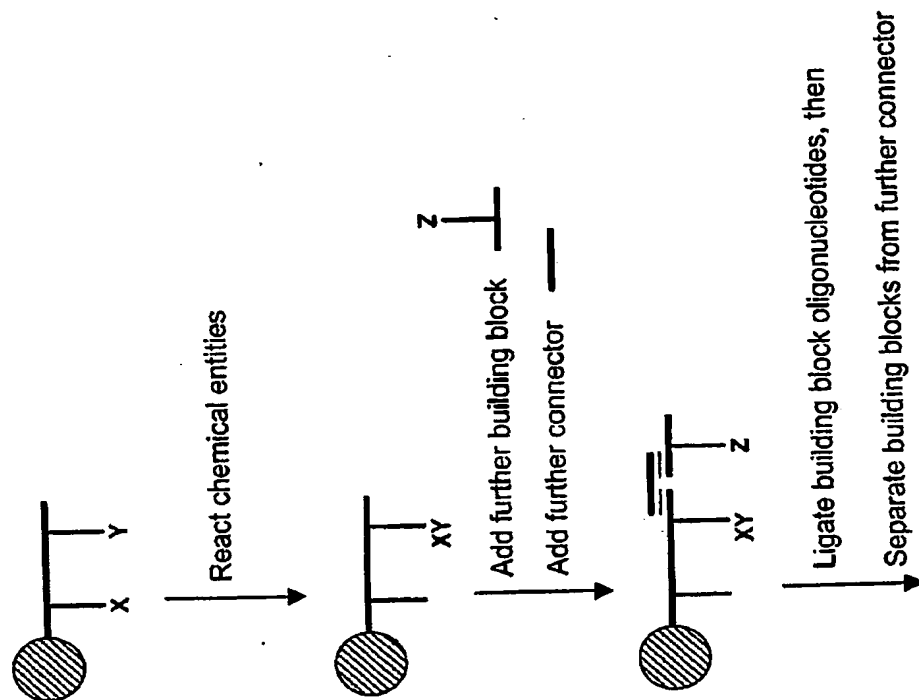 X Y
React chemical entities
XY
Z
Add further building block
Add further connector
XY Z
Ligate building block oligonucleotides, then
Separate building blocks from further connector